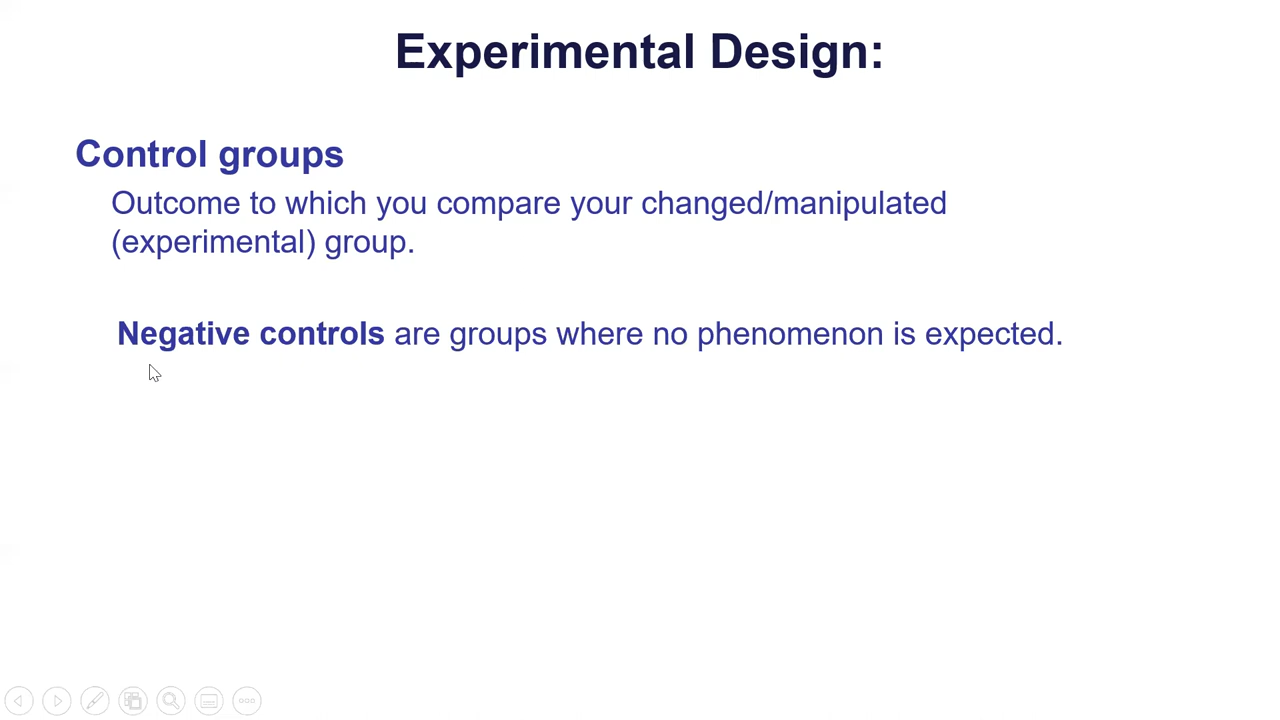 Experimental Design:
Control groups
Outcome to which you compare your changed/manipulated
(experimental) group.
Negative controls are groups where no phenomenon is expected.